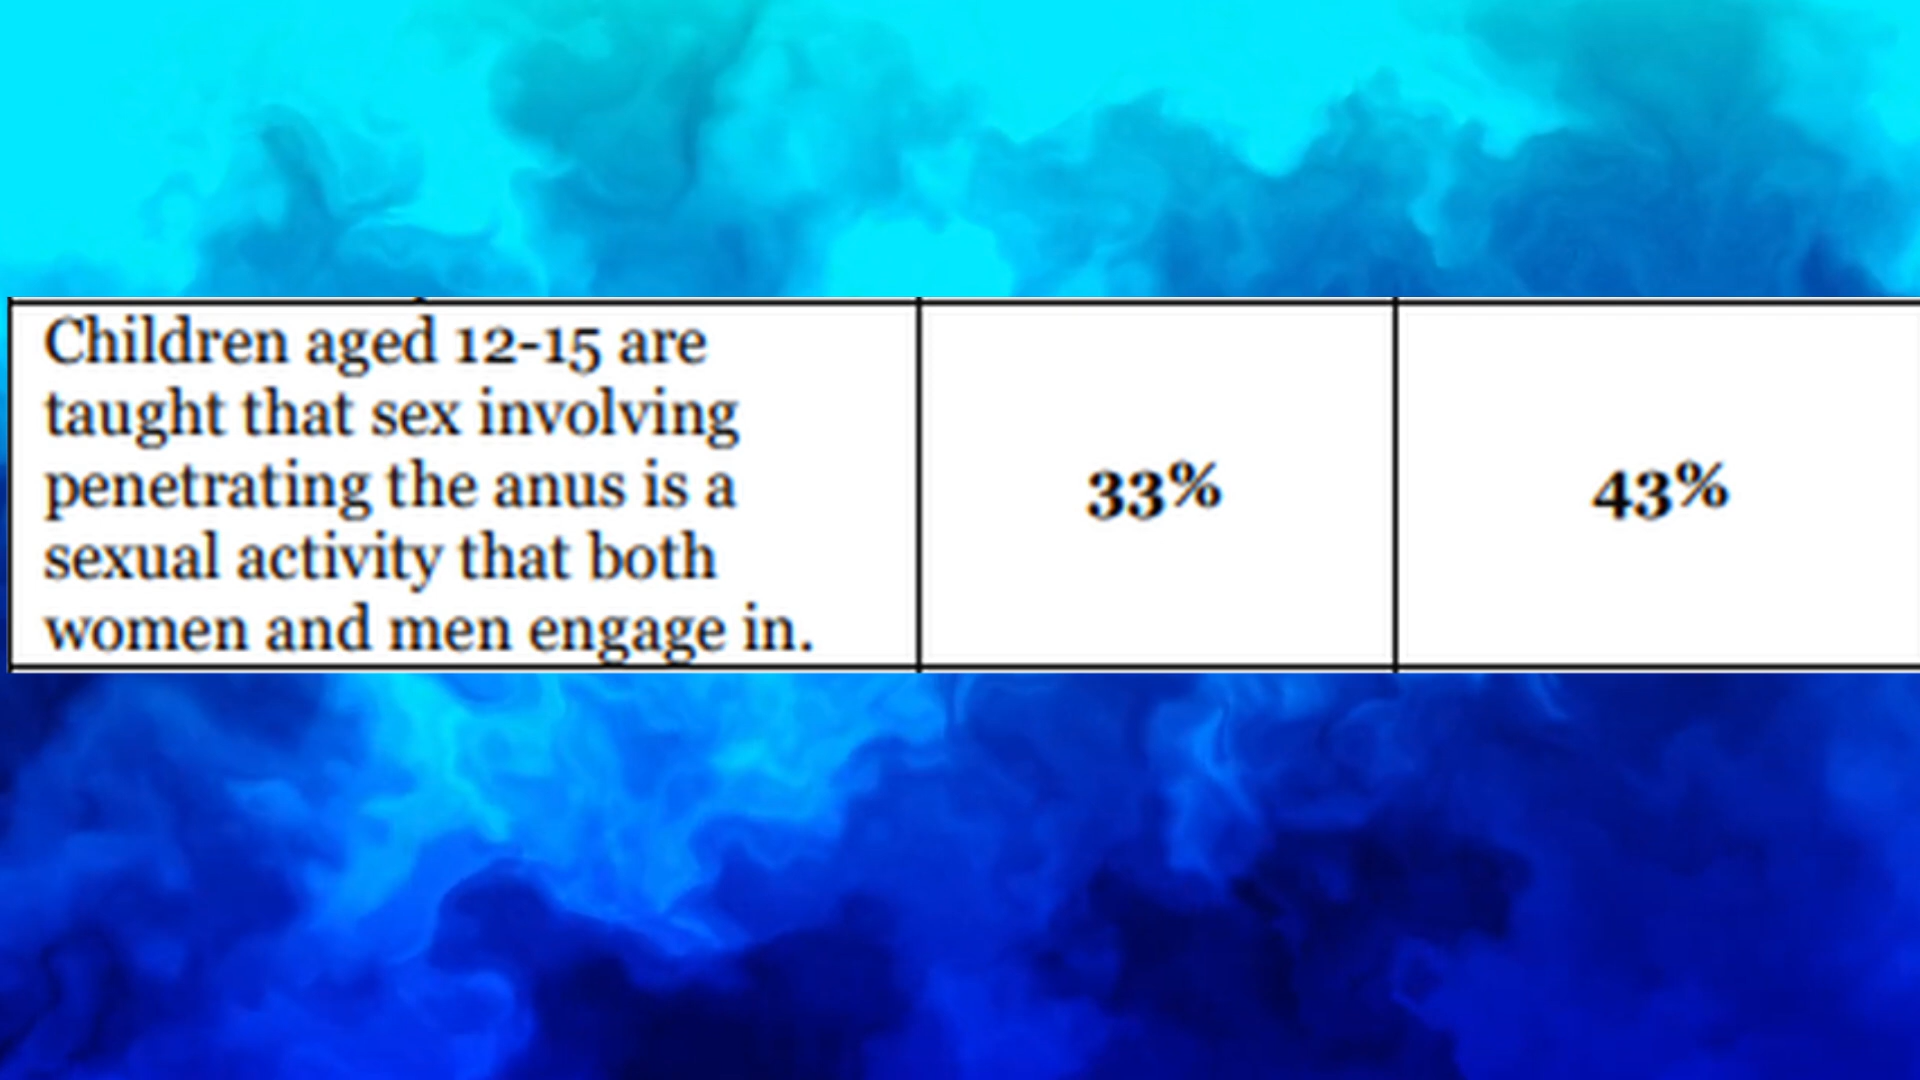 Children aged 12-15 are
taught that sex involving
penetrating the anus is a
sexual activity that both
women and men engage in.
33%
43%